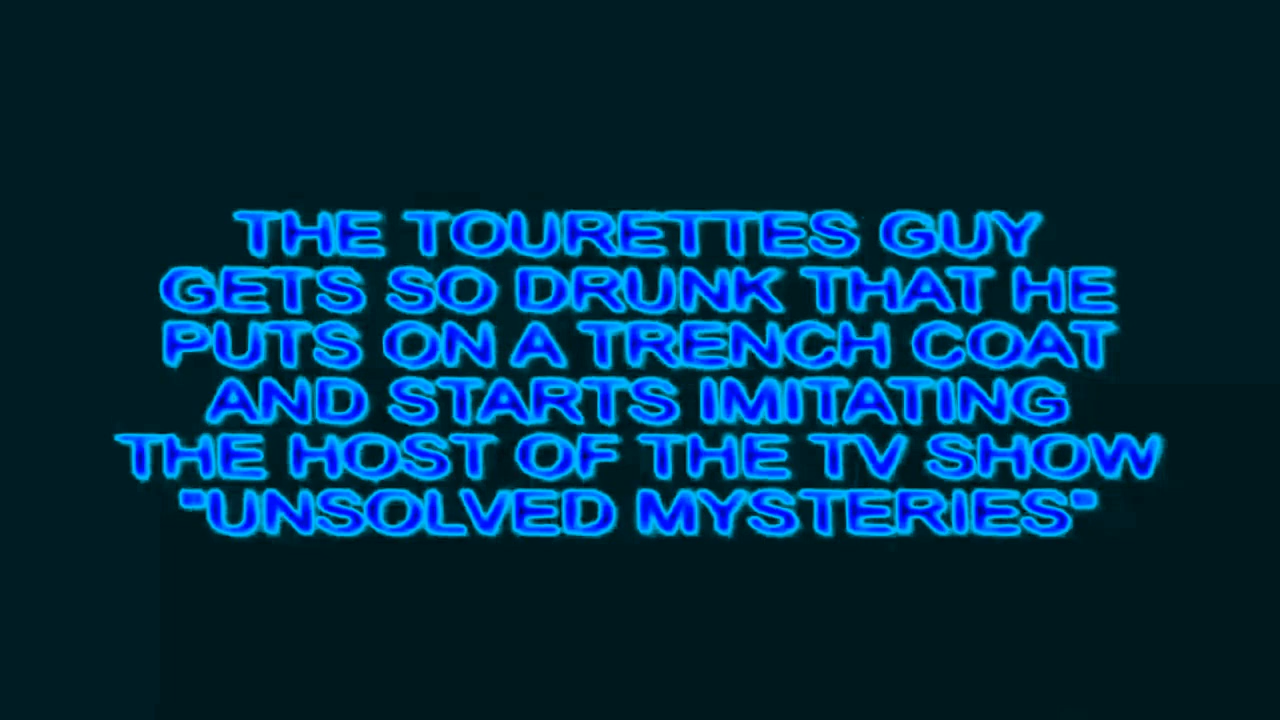 THE TOURETTES GUY
GETS SO DRUNK THAT HE
PUTS ON A TRENCH COAT
AND STARTS IMITATING
THE HOST OF THE TV SHOW
"UNSOLVED MYSTERIES"